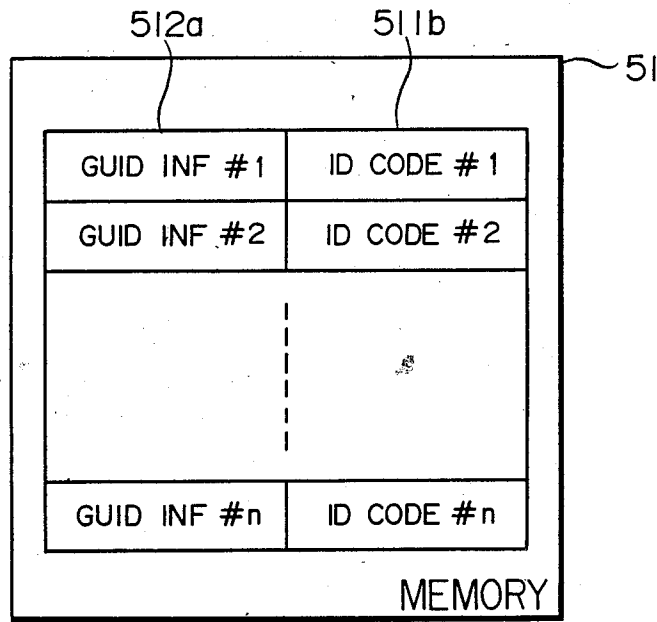 512a 511b
51
GUID INF #1 ID CODE #1
GUID INF #2 ID CODE #2
GUID INF #n ID CODE #n
MEMORY